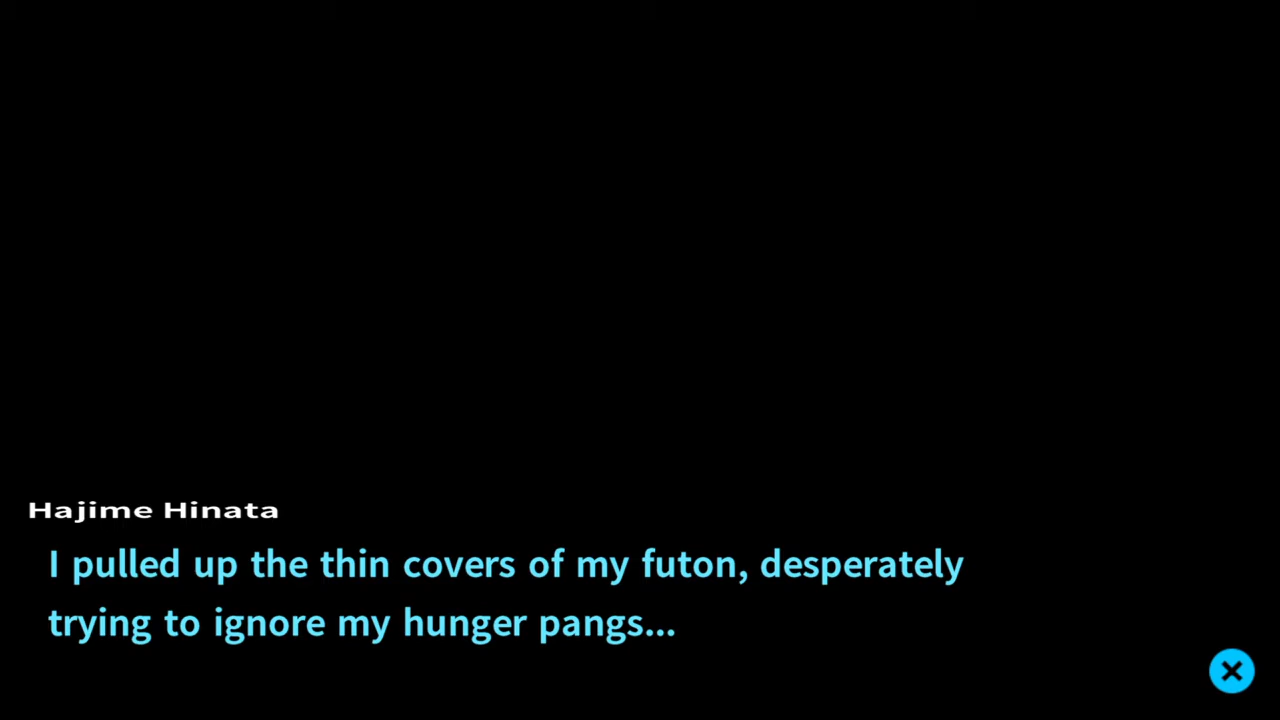 Hajime Hinata
I pulled up the thin covers of my futon, desperately
trying to ignore my hunger pangs...